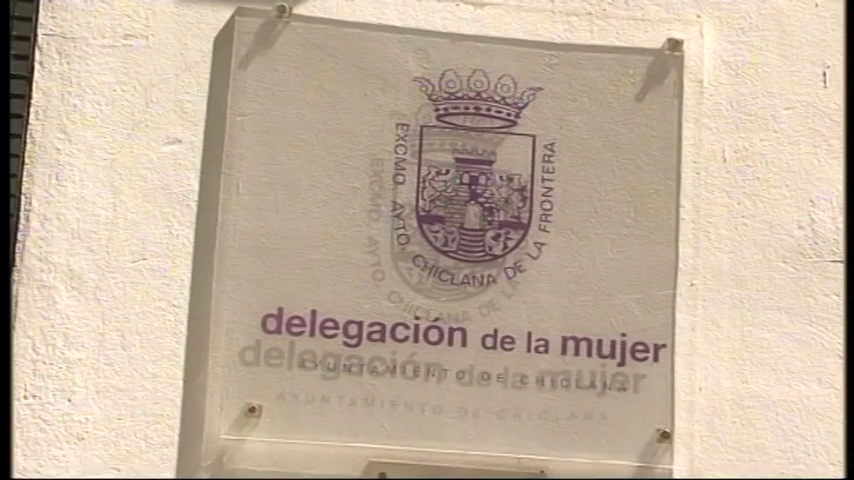 EXCMO. AYTO. CHICLANA DE LA FRONTERA
delegación de la mujer
AYUNTAMIENTO DE CHICLANA